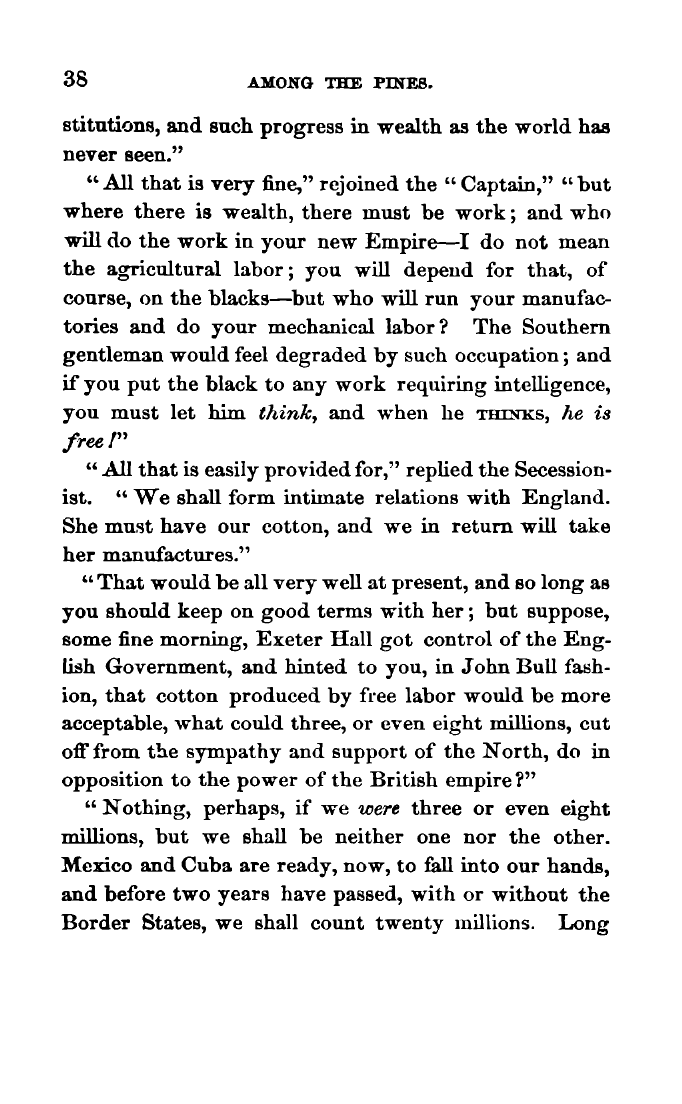 38 AMONG THE PINES.
stitutions, and such progress in wealth as the world has
never seen.”
“All that is very fine,” rejoined the “Captain,” “but
where there is wealth, there must be work; and who
will do the work in your new Empire—I do not mean
the agricultural labor; you will depend for that, of
course, on the blacks—but who will run your manufac-
tories and do your mechanical labor? The Southern
gentleman would feel degraded by such occupation; and
if you put the black to any work requiring intelligence,
you must let him think, and when he THINKS, he is
free!”
“All that is easily provided for,” replied the Secession-
ist. “We shall form intimate relations with England.
She must have our cotton, and we in return will take
her manufactures.”
“That would be all very well at present, and so long as
you should keep on good terms with her; but suppose,
some fine morning, Exeter Hall got control of the Eng-
lish Government, and hinted to you, in John Bull fash-
ion, that cotton produced by free labor would be more
acceptable, what could three, or even eight millions, cut
off from the sympathy and support of the North, do in
opposition to the power of the British empire?”
“Nothing, perhaps, if we were three or even eight
millions, but we shall be neither one nor the other.
Mexico and Cuba are ready, now, to fall into our hands,
and before two years have passed, with or without the
Border States, we shall count twenty millions. Long